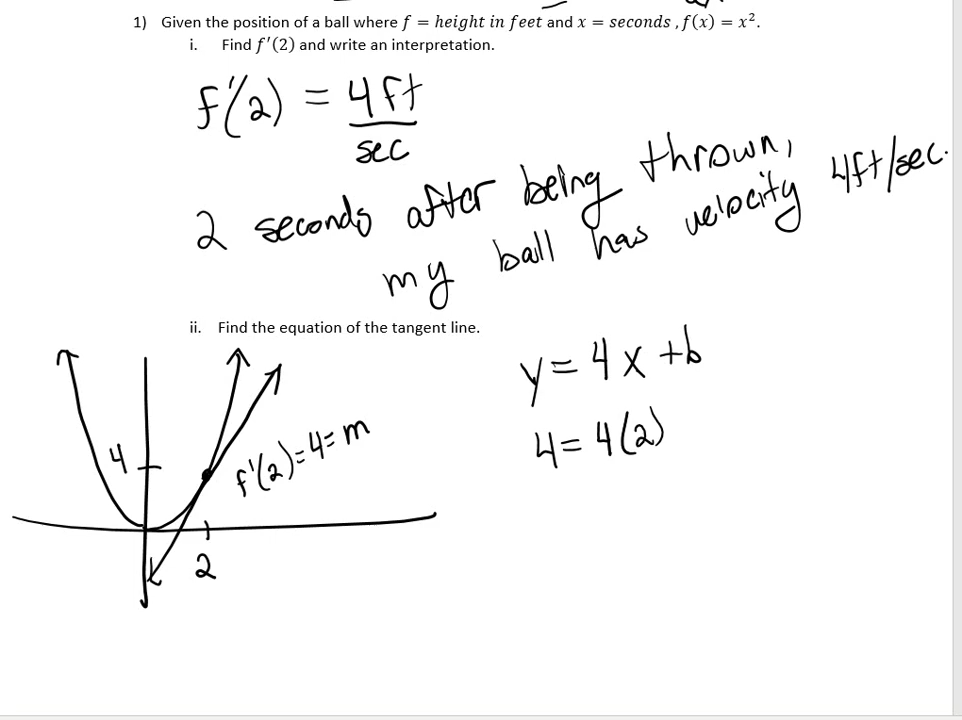 1) Given the position of a ball where f = height in feet and x = seconds , f(x) = x².
i. Find f′(2) and write an interpretation.
f'(2) = 4 ft
sec
2 seconds after being thrown,
my ball has velocity 4ft/sec.
ii. Find the equation of the tangent line.
y = 4x + b
4 = 4(2)
4
f'(2)=4=m
2